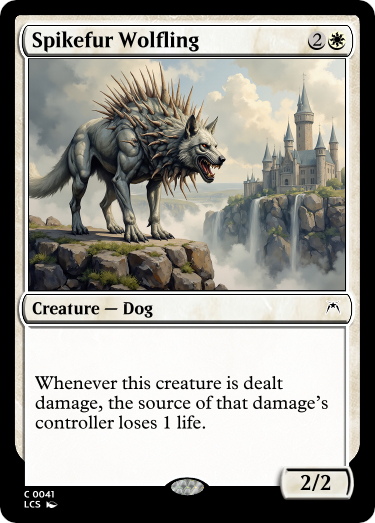 Spikefur Wolfling 2
Creature — Dog
Whenever this creature is dealt
damage, the source of that damage's
controller loses 1 life.
2/2
C 0041
LCS